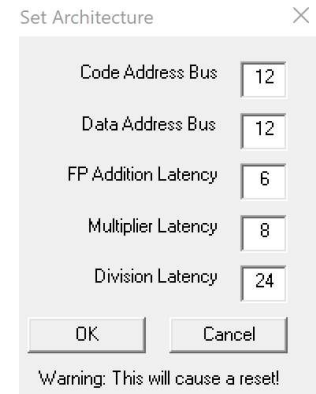 Set Architecture
Code Address Bus 12
Data Address Bus 12
FP Addition Latency 6
Multiplier Latency 8
Division Latency 24
OK Cancel
Warning: This will cause a reset!